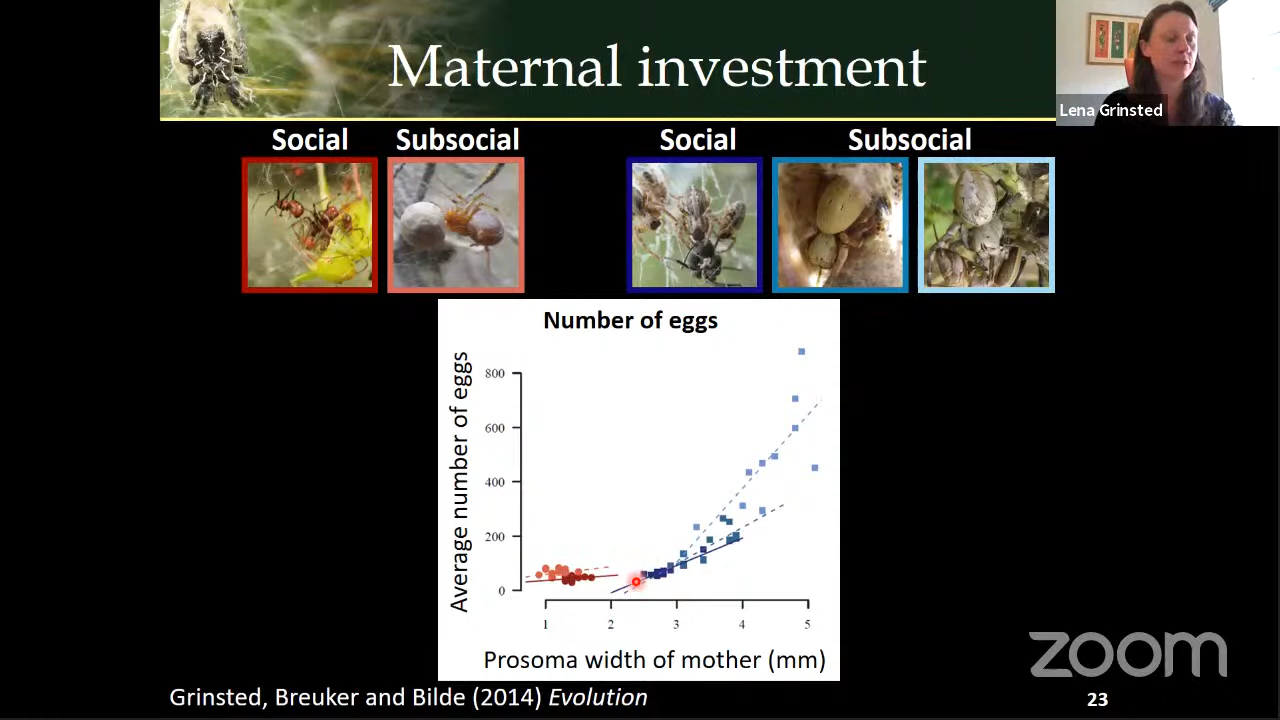 Maternal investment
Lena Grinsted
Social Subsocial Social Subsocial
Number of eggs
Average number of eggs
800
600
400
200
0
1 2 3 4 5
Prosoma width of mother (mm)
zoom
Grinsted, Breuker and Bilde (2014) Evolution
23